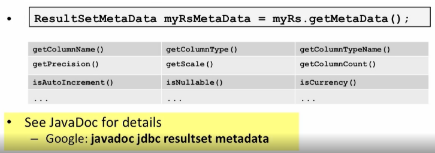 • ResultSetMetaData myRsMetaData = myRs.getMetaData();
getColumnName() getColumnType() getColumnTypeName()
getPrecision() getScale() getColumnCount()
isAutoIncrement() isNullable() isCurrency()
... ... ...
• See JavaDoc for details
– Google: javadoc jdbc resultset metadata